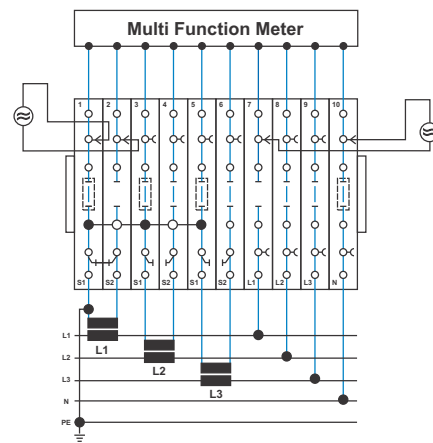 Multi Function Meter
1 2 3 4 5 6 7 8 9 10
S1 S2 S1 S2 S1 S2 L1 L2 L3 N
L1
L1
L2
L2
L3
L3
N
PE